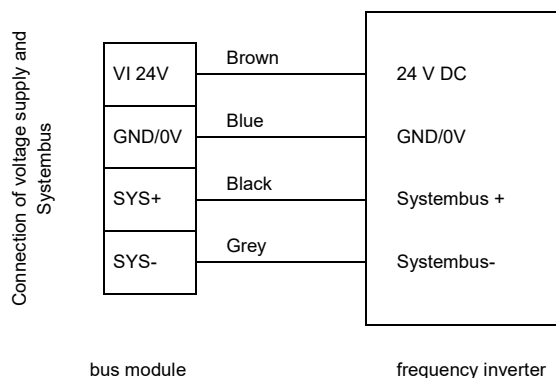 Connection of voltage supply and
Systembus
VI 24V
Brown
24 V DC
GND/0V
Blue
GND/0V
SYS+
Black
Systembus +
SYS-
Grey
Systembus-
bus module
frequency inverter